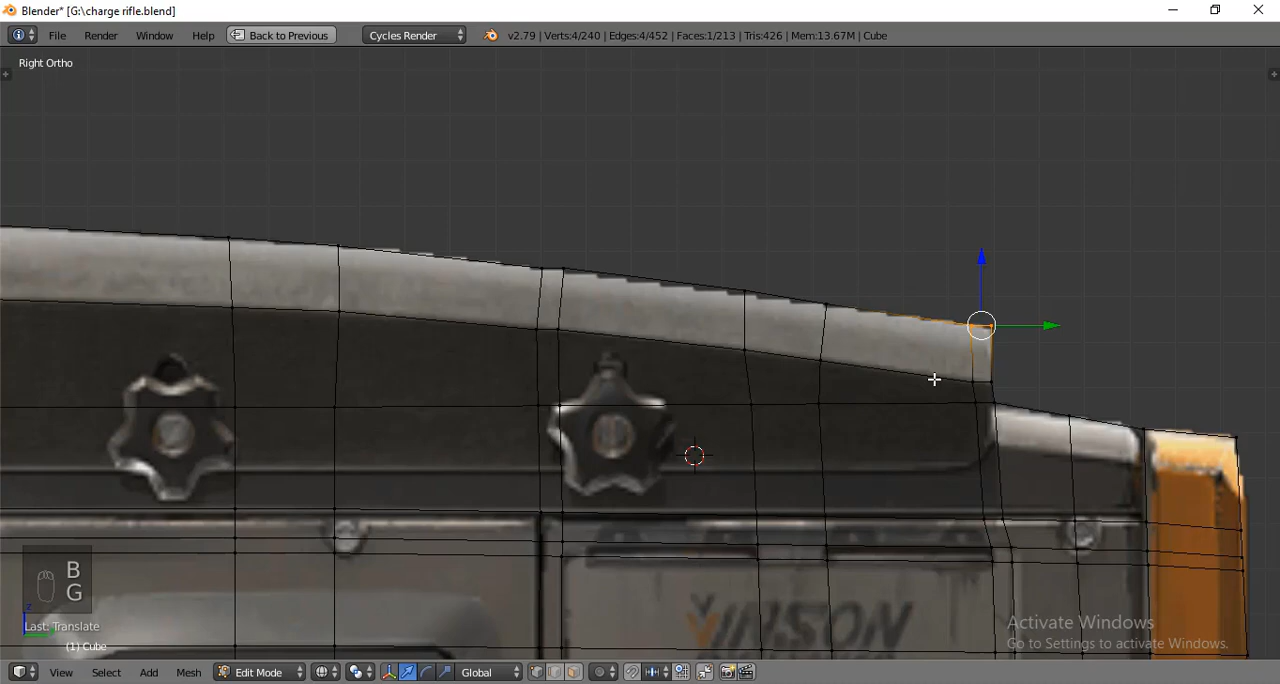 Blender* [G:\charge rifle.blend]
File Render Window Help Back to Previous Cycles Render v2.79 | Verts:4/240 | Edges:4/452 | Faces:1/213 | Tris:426 | Mem:13.67M | Cube
Right Ortho
VINSON
B
G
Last: Translate
(1) Cube
z
Activate Windows
Go to Settings to activate Windows.
View Select Add Mesh Edit Mode Global